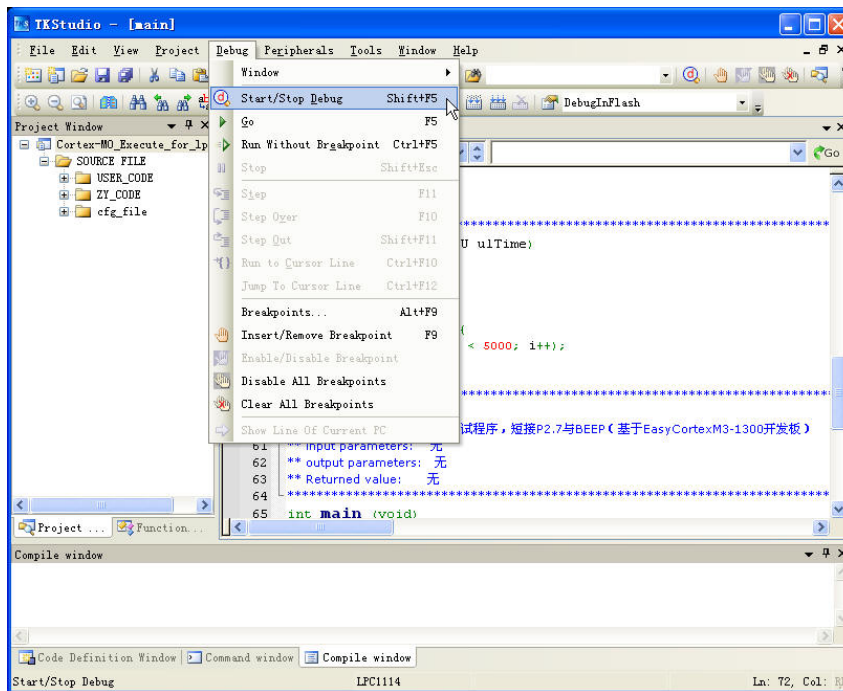 TKStudio - [main]
File Edit View Project Debug Peripherals Tools Window Help
Window
Start/Stop Debug Shift+F5
DebugInFlash
Project Window
Go F5
Cortex-M0_Execute_for_lp
Run Without Breakpoint Ctrl+F5
Go
SOURCE FILE
Stop Shift+Esc
USER_CODE
Step F11
ZY_CODE
Step Over F10
cfg_file
*****************************************************
Step Out Shift+F11
U ulTime)
Run to Cursor Line Ctrl+F10
Jump To Cursor Line Ctrl+F12
Breakpoints... Alt+F9
{
Insert/Remove Breakpoint F9
< 5000; i++);
Enable/Disable Breakpoint
Disable All Breakpoints
Clear All Breakpoints
Show Line Of Current PC
试程序，短接P2.7与BEEP（基于EasyCortexM3-1300开发板）
61 ** input parameters: 无
62 ** output parameters: 无
63 ** Returned value: 无
64
65 int main (void)
Project ... Function...
Compile window
Code Definition Window Command window Compile window
Start/Stop Debug LPC1114 Ln: 72, Col: